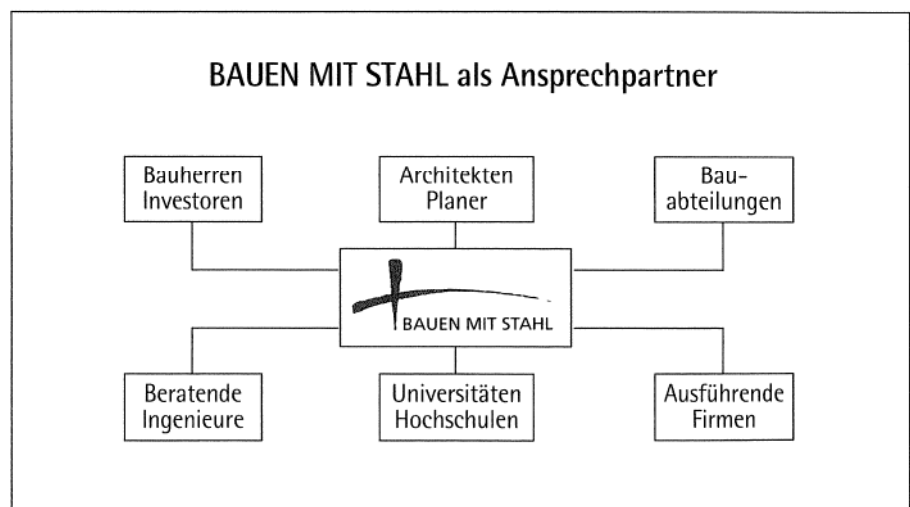 BAUEN MIT STAHL als Ansprechpartner
Bauherren
Investoren
Architekten
Planer
Bau-
abteilungen
BAUEN MIT STAHL
Beratende
Ingenieure
Universitäten
Hochschulen
Ausführende
Firmen